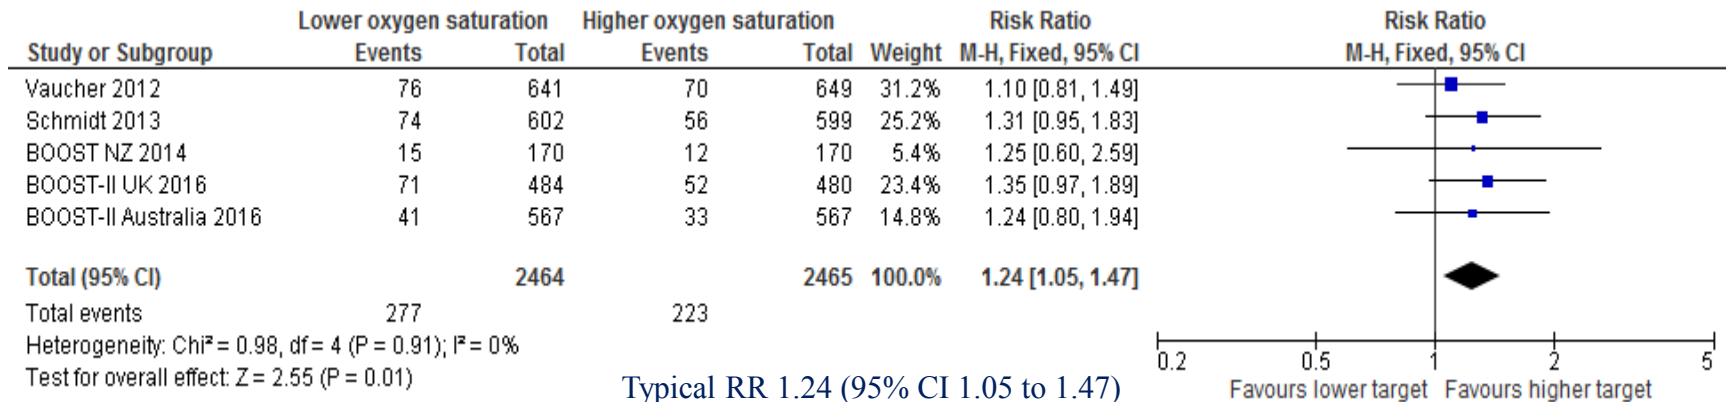 Lower oxygen saturation Higher oxygen saturation Risk Ratio Risk Ratio
Study or Subgroup Events Total Events Total Weight M-H, Fixed, 95% CI M-H, Fixed, 95% CI
Vaucher 2012 76 641 70 649 31.2% 1.10 [0.81, 1.49]
Schmidt 2013 74 602 56 599 25.2% 1.31 [0.95, 1.83]
BOOST NZ 2014 15 170 12 170 5.4% 1.25 [0.60, 2.59]
BOOST-II UK 2016 71 484 52 480 23.4% 1.35 [0.97, 1.89]
BOOST-II Australia 2016 41 567 33 567 14.8% 1.24 [0.80, 1.94]
Total (95% CI) 2464 2465 100.0% 1.24 [1.05, 1.47]
Total events 277 223
Heterogeneity: Chi² = 0.98, df = 4 (P = 0.91); I² = 0%
Test for overall effect: Z = 2.55 (P = 0.01)
0.2 0.5 1 2 5
Favours lower target Favours higher target
Typical RR 1.24 (95% CI 1.05 to 1.47)